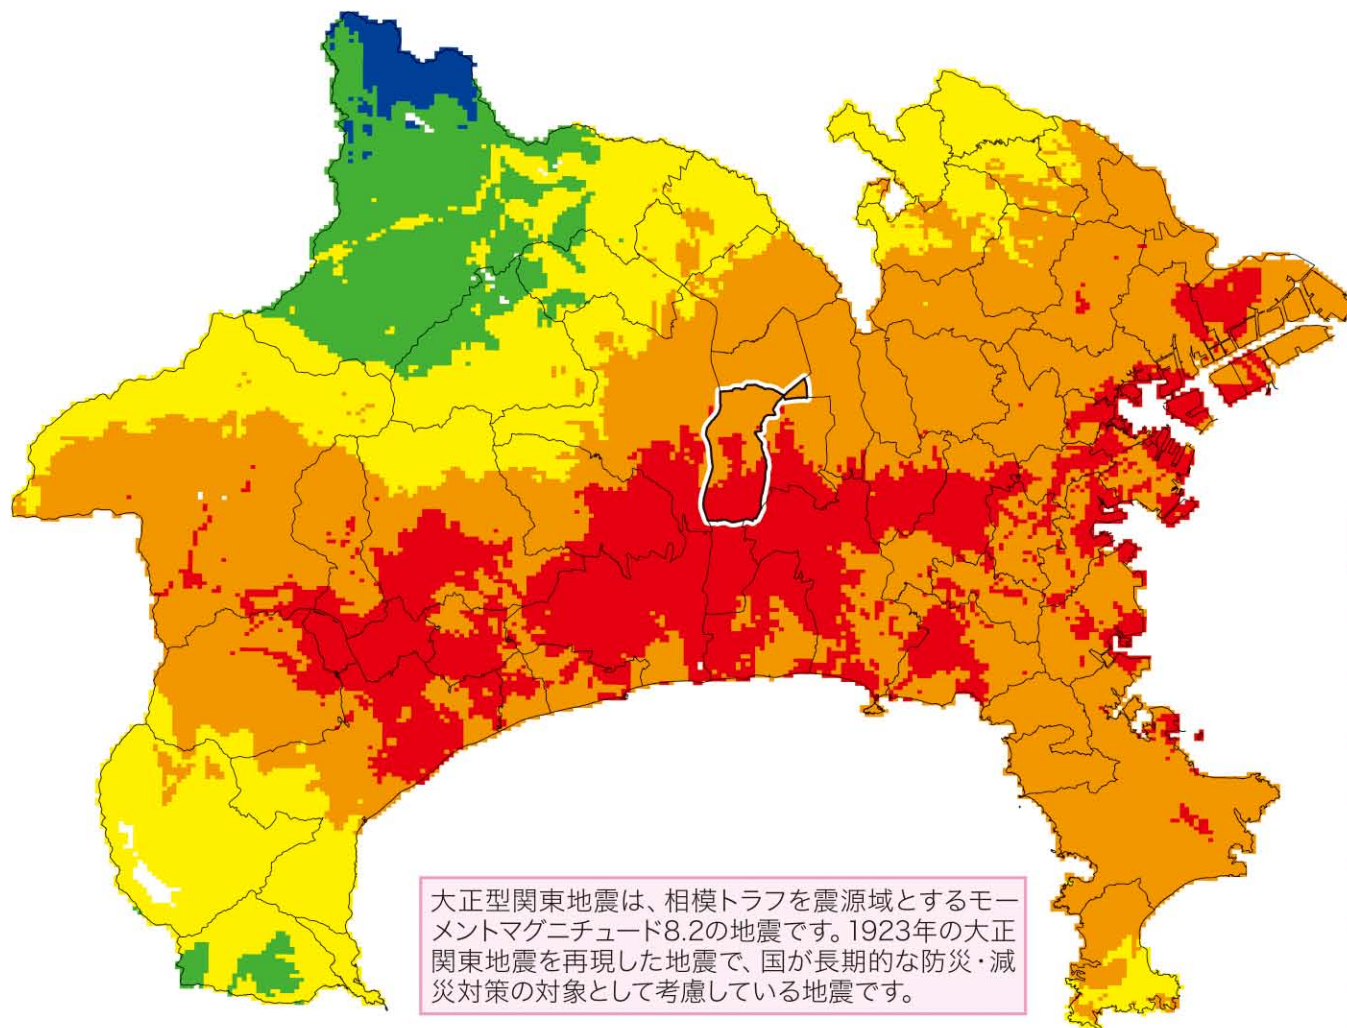 大正型関東地震は、相模トラフを震源域とするモー
メントマグニチュード8.2の地震です。1923年の大正
関東地震を再現した地震で、国が長期的な防災・減
災対策の対象として考慮している地震です。